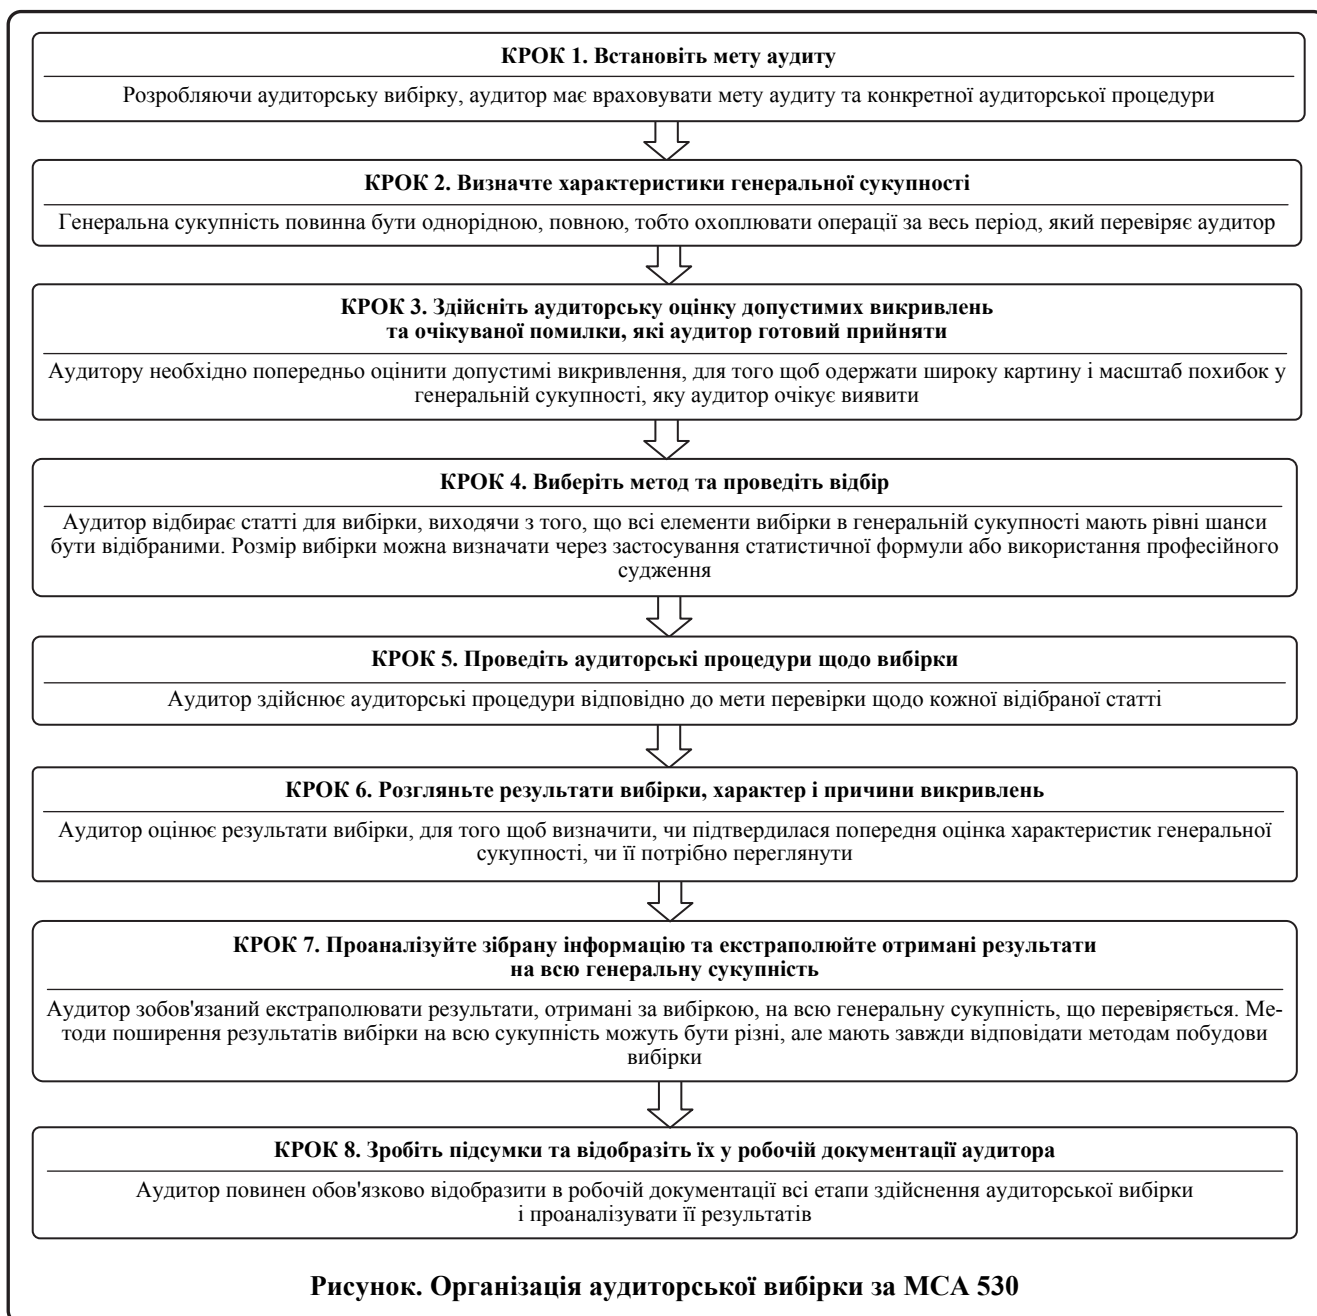 КРОК 1. Встановіть мету аудиту
Розробляючи аудиторську вибірку, аудитор має враховувати мету аудиту та конкретної аудиторської процедури
КРОК 2. Визначте характеристики генеральної сукупності
Генеральна сукупність повинна бути однорідною, повною, тобто охоплювати операції за весь період, який перевіряє аудитор
КРОК 3. Здійсніть аудиторську оцінку допустимих викривлень
та очікуваної помилки, які аудитор готовий прийняти
Аудитору необхідно попередньо оцінити допустимі викривлення, для того щоб одержати широку картину і масштаб похибок у
генеральній сукупності, яку аудитор очікує виявити
КРОК 4. Виберіть метод та проведіть відбір
Аудитор відбирає статті для вибірки, виходячи з того, що всі елементи вибірки в генеральній сукупності мають рівні шанси
бути відібраними. Розмір вибірки можна визначати через застосування статистичної формули або використання професійного
судження
КРОК 5. Проведіть аудиторські процедури щодо вибірки
Аудитор здійснює аудиторські процедури відповідно до мети перевірки щодо кожної відібраної статті
КРОК 6. Розгляньте результати вибірки, характер і причини викривлень
Аудитор оцінює результати вибірки, для того щоб визначити, чи підтвердилася попередня оцінка характеристик генеральної
сукупності, чи її потрібно переглянути
КРОК 7. Проаналізуйте зібрану інформацію та екстраполюйте отримані результати
на всю генеральну сукупність
Аудитор зобов'язаний екстраполювати результати, отримані за вибіркою, на всю генеральну сукупність, що перевіряється. Ме-
тоди поширення результатів вибірки на всю сукупність можуть бути різні, але мають завжди відповідати методам побудови
вибірки
КРОК 8. Зробіть підсумки та відобразіть їх у робочій документації аудитора
Аудитор повинен обов'язково відобразити в робочій документації всі етапи здійснення аудиторської вибірки
і проаналізувати її результатів
Рисунок. Організація аудиторської вибірки за МСА 530